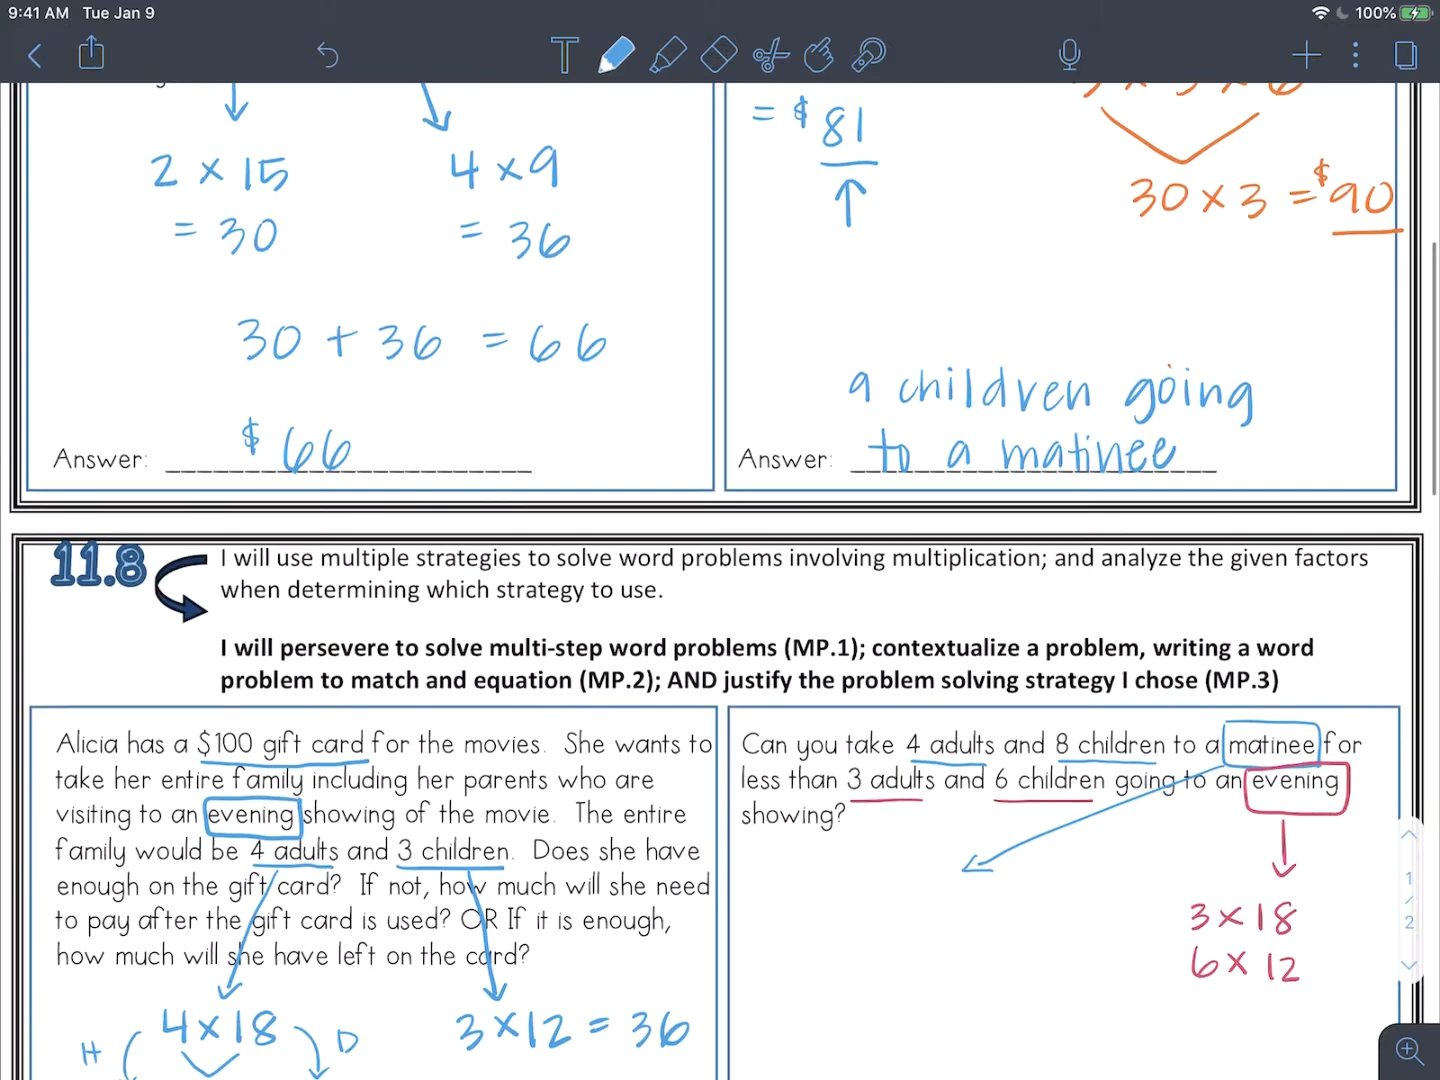 9:41 AM Tue Jan 9
100%
2 × 15
= 30
4 × 9
= 36
30 + 36 = 66
$ 66
Answer:
= $ 81
30 × 3 = $90
9 children going
to a matinee
Answer:
11.8
I will use multiple strategies to solve word problems involving multiplication; and analyze the given factors
when determining which strategy to use.
I will persevere to solve multi-step word problems (MP.1); contextualize a problem, writing a word
problem to match and equation (MP.2); AND justify the problem solving strategy I chose (MP.3)
Alicia has a $100 gift card for the movies. She wants to
take her entire family including her parents who are
visiting to an evening showing of the movie. The entire
family would be 4 adults and 3 children. Does she have
enough on the gift card? If not, how much will she need
to pay after the gift card is used? OR If it is enough,
how much will she have left on the card?
4 × 18
H
D
3 × 12 = 36
Can you take 4 adults and 8 children to a matinee for
less than 3 adults and 6 children going to an evening
showing?
3 × 18
6 × 12
1
/
2